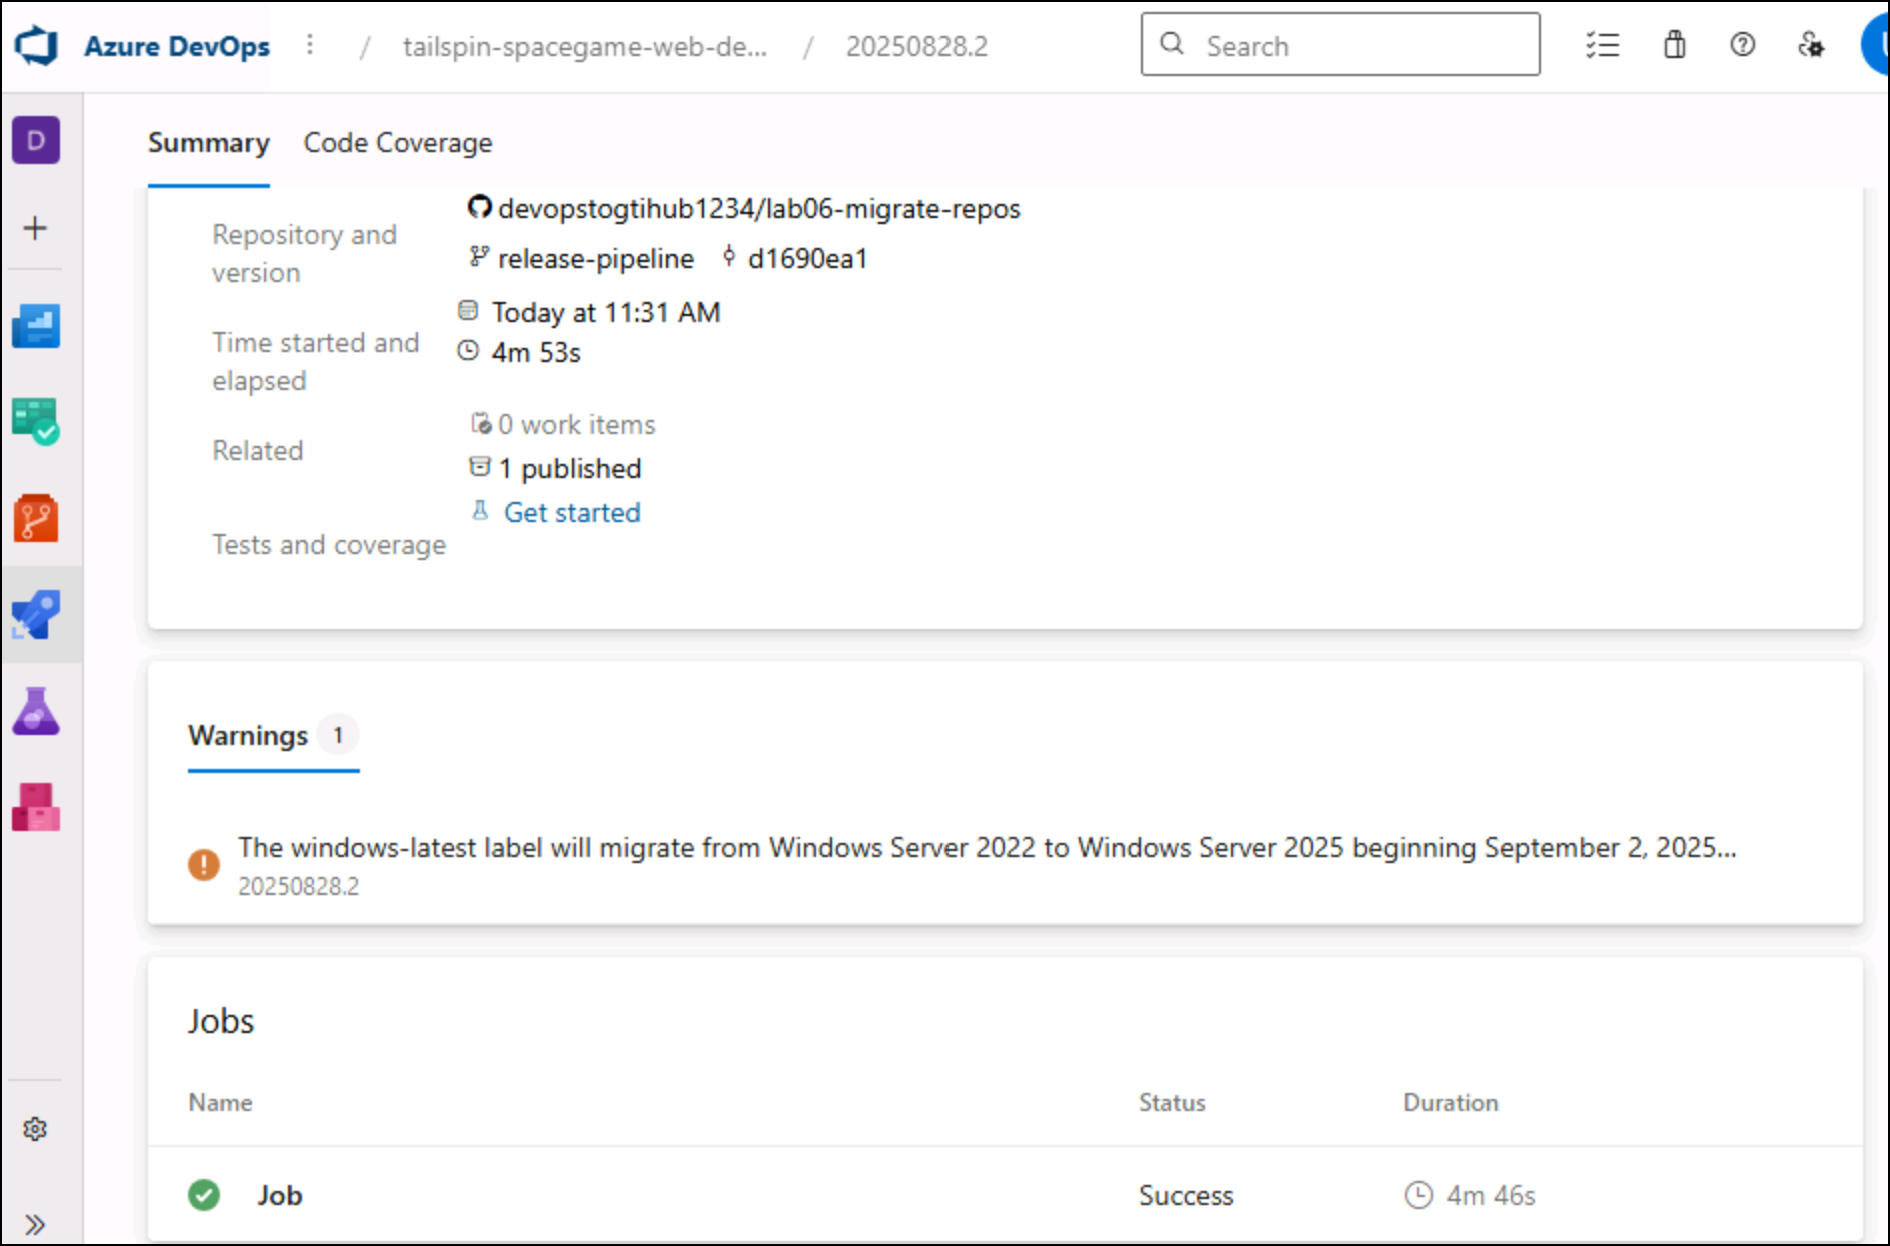 Azure DevOps / tailspin-spacegame-web-de... / 20250828.2 Search
D
Summary Code Coverage
Repository and version
devopstogtihub1234/lab06-migrate-repos
release-pipeline d1690ea1
Time started and elapsed
Today at 11:31 AM
4m 53s
Related
0 work items
1 published
Tests and coverage
Get started
Warnings 1
The windows-latest label will migrate from Windows Server 2022 to Windows Server 2025 beginning September 2, 2025...
20250828.2
Jobs
Name Status Duration
Job Success 4m 46s